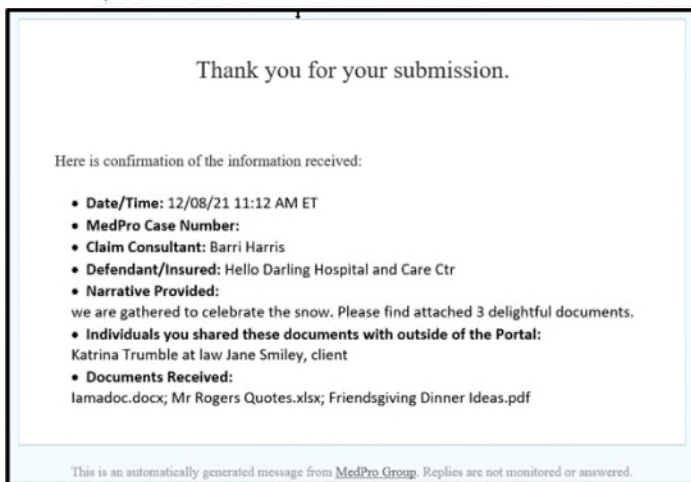 Thank you for your submission.
Here is confirmation of the information received:
• Date/Time: 12/08/21 11:12 AM ET
• MedPro Case Number:
• Claim Consultant: Barri Harris
• Defendant/Insured: Hello Darling Hospital and Care Ctr
• Narrative Provided:
we are gathered to celebrate the snow. Please find attached 3 delightful documents.
• Individuals you shared these documents with outside of the Portal:
Katrina Trumble at law Jane Smiley, client
• Documents Received:
Iamadoc.docx; Mr Rogers Quotes.xlsx; Friendsgiving Dinner Ideas.pdf
This is an automatically generated message from MedPro Group. Replies are not monitored or answered.